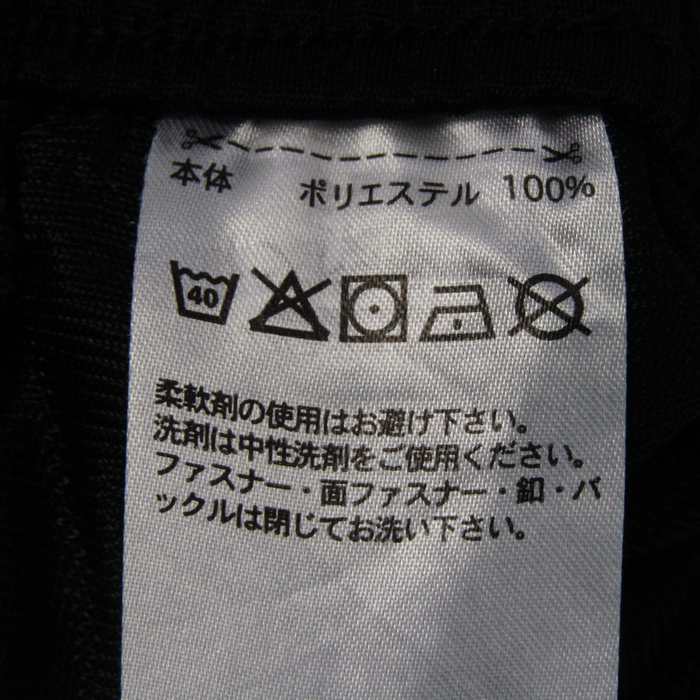 本体 ポリエステル 100%
40
柔軟剤の使用はお避け下さい。
洗剤は中性洗剤をご使用ください。
ファスナー・面ファスナー・釦・バ
ックルは閉じてお洗い下さい。